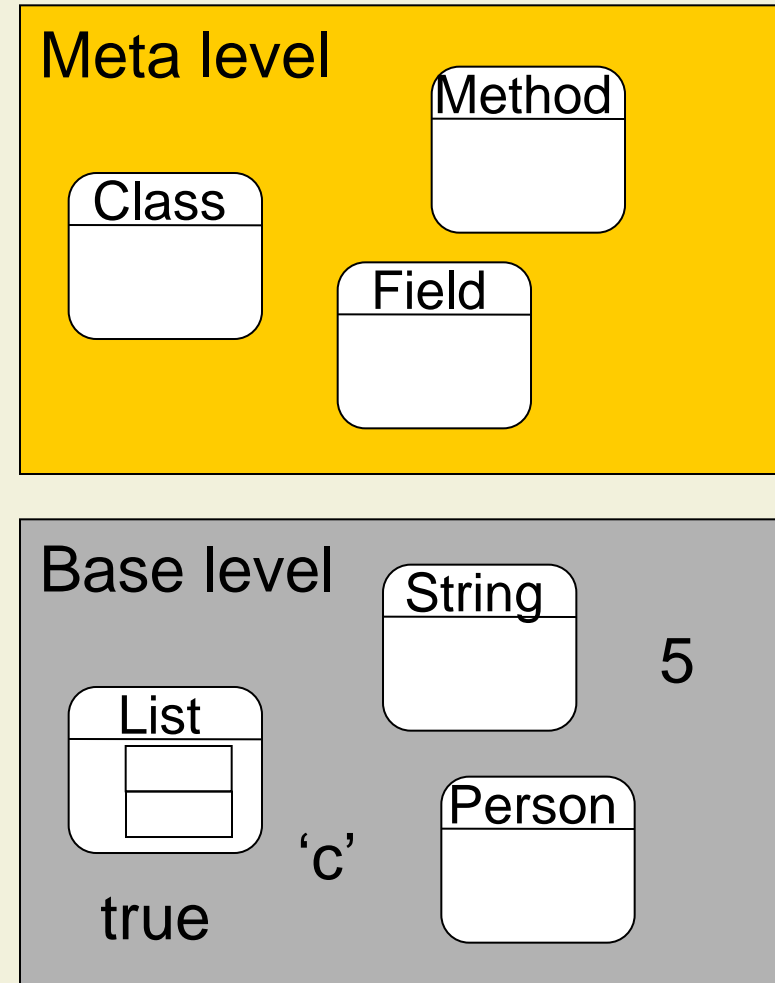 Meta level
Method
Class
Field
Base level
String
5
List
Person
‘c’
true